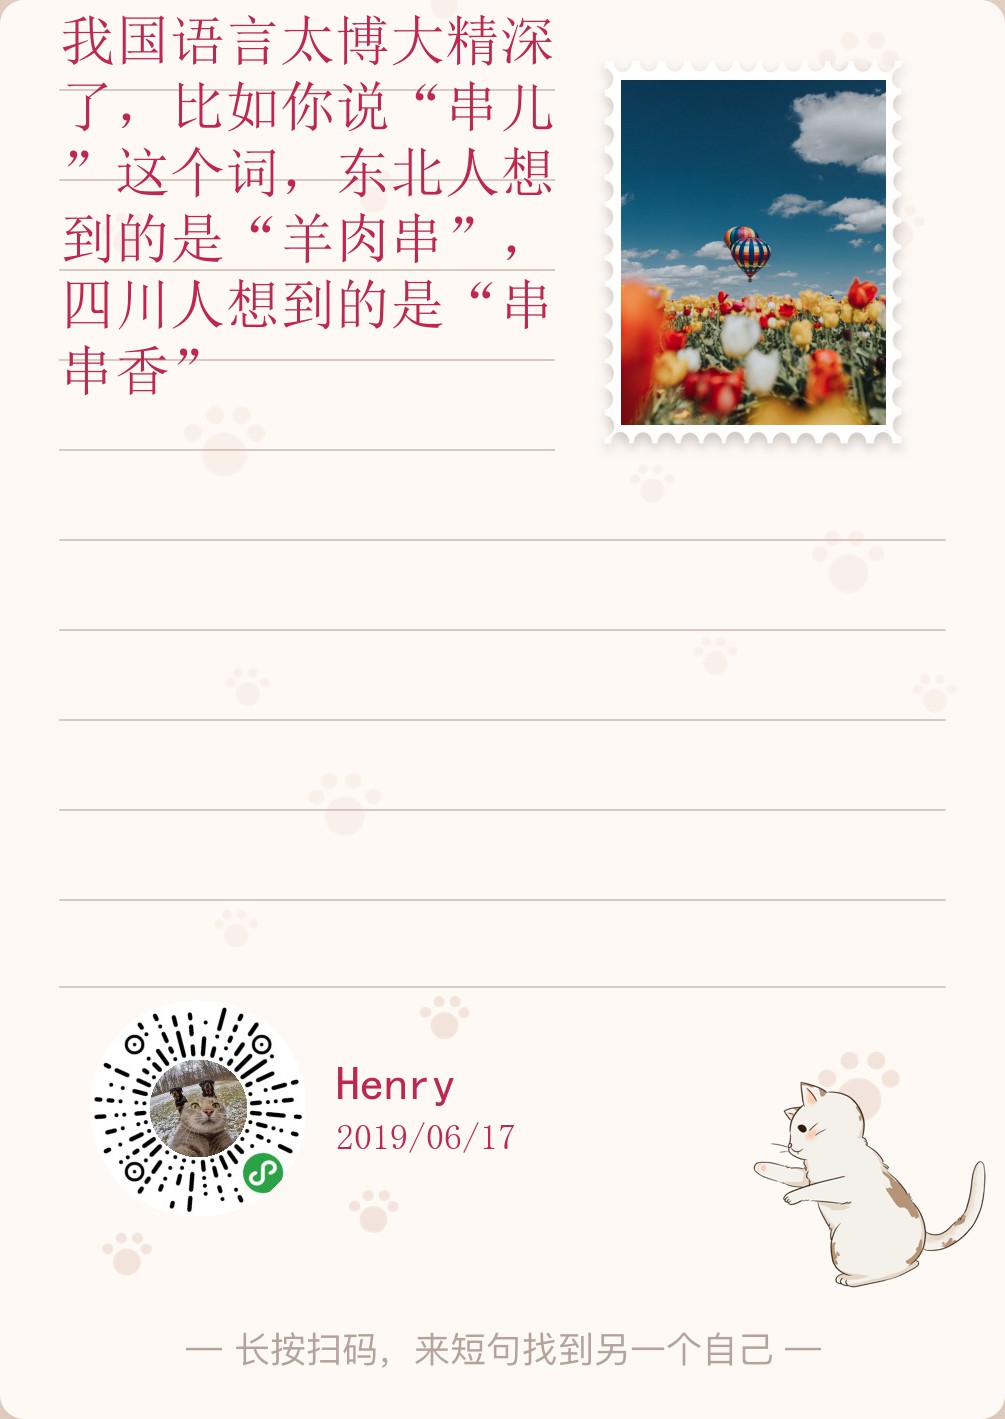 我国语言太博大精深
了，比如你说“串儿
”这个词，东北人想
到的是“羊肉串”，
四川人想到的是“串
串香”
Henry
2019/06/17
— 长按扫码，来短句找到另一个自己 —